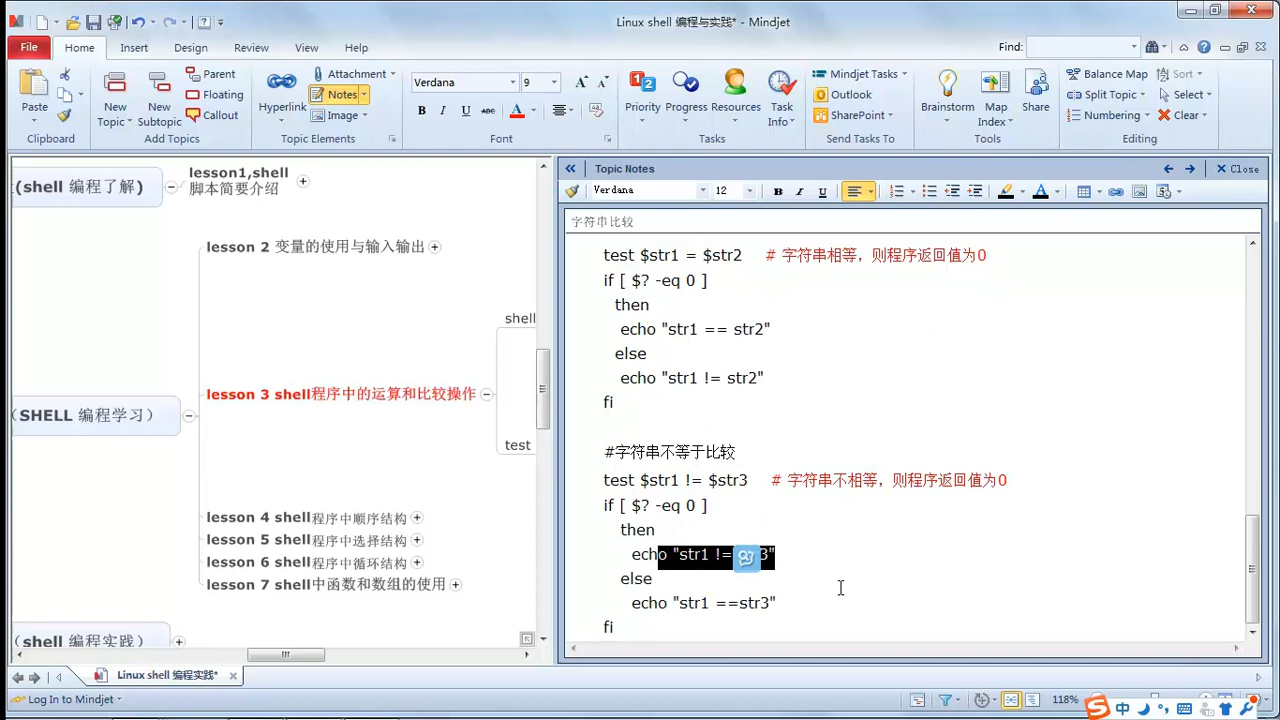 Linux shell 编程与实践* - Mindjet
File
Home
Insert
Design
Review
View
Help
Find:
Paste
Clipboard
New Topic
New Subtopic
Parent
Floating
Callout
Add Topics
Hyperlink
Attachment
Notes
Image
Topic Elements
Verdana
9
B I U abc A
Font
Priority
Progress
Resources
Task Info
Tasks
Mindjet Tasks
Outlook
SharePoint
Send Tasks To
Brainstorm
Map Index
Share
Tools
Balance Map
Split Topic
Numbering
Sort
Select
Clear
Editing
(shell 编程了解)
lesson1,shell
脚本简要介绍
lesson 2 变量的使用与输入输出
shell
lesson 3 shell程序中的运算和比较操作
(SHELL 编程学习)
test
lesson 4 shell程序中顺序结构
lesson 5 shell程序中选择结构
lesson 6 shell程序中循环结构
lesson 7 shell中函数和数组的使用
(shell 编程实践)
Topic Notes
Close
Verdana
12
B I U
A
字符串比较
test $str1 = $str2 # 字符串相等，则程序返回值为0
if [ $? -eq 0 ]
then
echo "str1 == str2"
else
echo "str1 != str2"
fi
#字符串不等于比较
test $str1 != $str3 # 字符串不相等，则程序返回值为0
if [ $? -eq 0 ]
then
echo "str1 != 3"
else
echo "str1 ==str3"
fi
Linux shell 编程实践*
Log In to Mindjet
118%
中